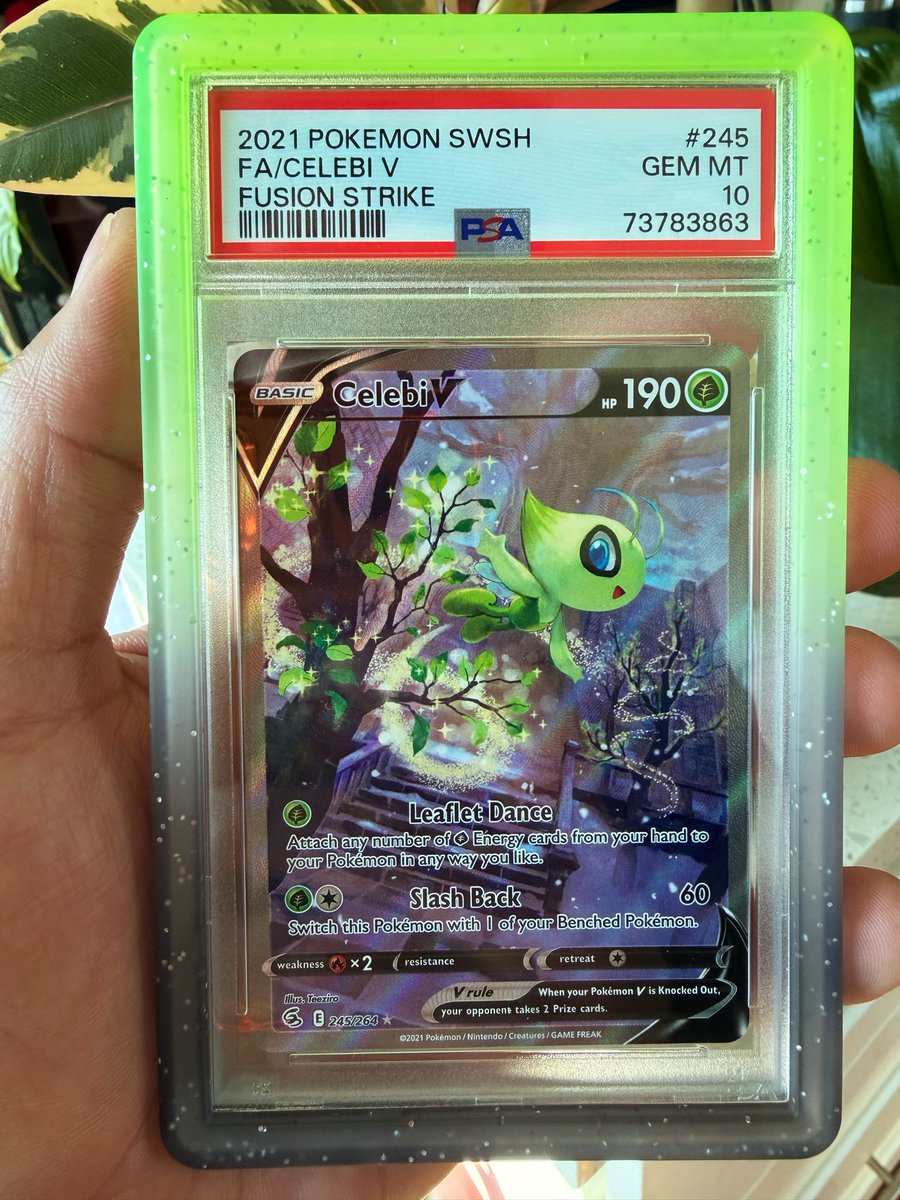 2021 POKEMON SWSH #245
FA/CELEBI V GEM MT
FUSION STRIKE 10
PSA 73783863
BASIC Celebi V HP 190
Leaflet Dance
Attach any number of Energy cards from your hand to
your Pokémon in any way you like.
Slash Back 60
Switch this Pokémon with 1 of your Benched Pokémon.
weakness ×2 resistance retreat
V rule When your Pokémon V is Knocked Out,
your opponent takes 2 Prize cards.
Illus. Teeziro
E 245/264
©2021 Pokémon / Nintendo / Creatures / GAME FREAK